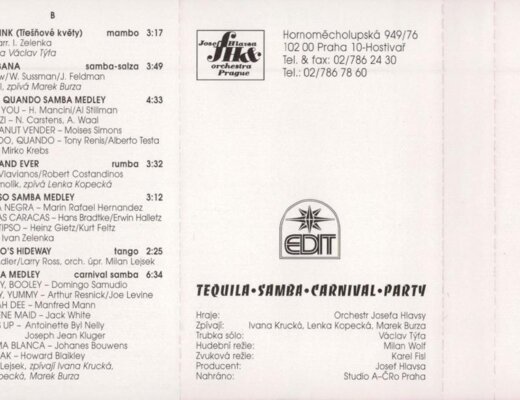 B
INK (Třešňové květy) mambo 3:17
arr. I. Zelenka
a Václav Týfa
BANA samba-salza 3:49
w/W. Sussman/J. Feldman
l, zpívá Marek Burza
QUANDO SAMBA MEDLEY 4:33
YOU – H. Mancini/Al Stillman
ZI – N. Carstens, A. Waal
ANUT VENDER – Moises Simons
DO, QUANDO – Tony Renis/Alberto Testa
Mirko Krebs
AND EVER rumba 3:32
Vlavianos/Robert Costandinos
molík, zpívá Lenka Kopecká
SO SAMBA MEDLEY 3:12
A NEGRA – Marin Rafael Hernandez
AS CARACAS – Hans Bradtke/Erwin Halletz
TIPSO – Heinz Gietz/Kurt Feltz
Ivan Zelenka
O'S HIDEWAY tango 2:25
Adler/Larry Ross, orch. úpr. Milan Lejsek
A MEDLEY carnival samba 6:34
Y, BOOLEY – Domingo Samudio
Y, YUMMY – Arthur Resnick/Joe Levine
AH DEE – Manfred Mann
ENE MAID – Jack White
S UP – Antoinette Byl Nelly
Joseph Jean Kluger
MA BLANCA – Johanes Bouwens
AK – Howard Blaikley
Lejsek, zpívají Ivana Krucká,
pecká, Marek Burza
Josef Hlavsa
JH&
orchestra
Prague
Hornoměcholupská 949/76
102 00 Praha 10-Hostivař
Tel. & fax: 02/786 24 30
Tel.: 02/786 78 60
EDIT
TEQUILA•SAMBA•CARNIVAL•PARTY
Hraje: Orchestr Josefa Hlavsy
Zpívají: Ivana Krucká, Lenka Kopecká, Marek Burza
Trubka sólo: Václav Týfa
Hudební režie: Milan Wolf
Zvuková režie: Karel Fisl
Producent: Josef Hlavsa
Nahráno: Studio A–ČRo Praha